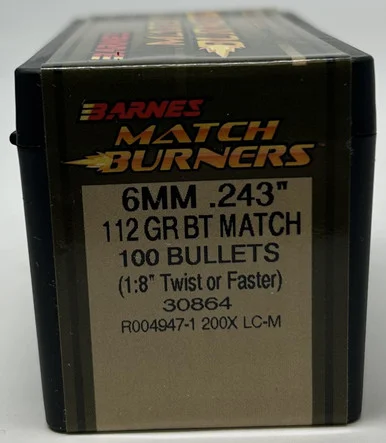 BARNES
MATCH
BURNERS
6MM .243"
112 GR BT MATCH
100 BULLETS
(1:8" Twist or Faster)
30864
R004947-1 200X LC-M